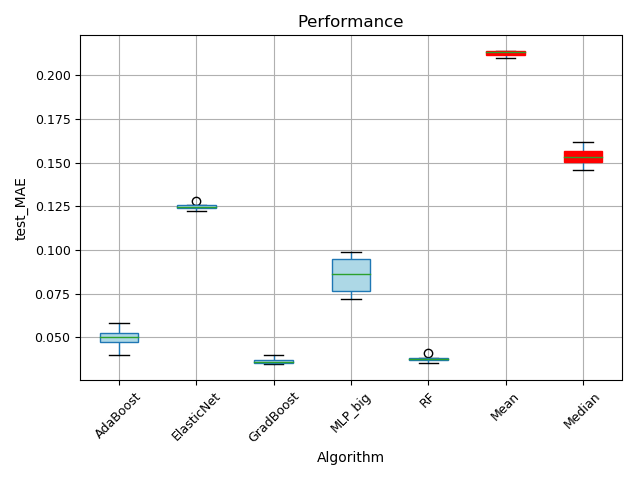 Performance
test_MAE
0.200
0.175
0.150
0.125
0.100
0.075
0.050
AdaBoost
ElasticNet
GradBoost
MLP_big
RF
Mean
Median
Algorithm